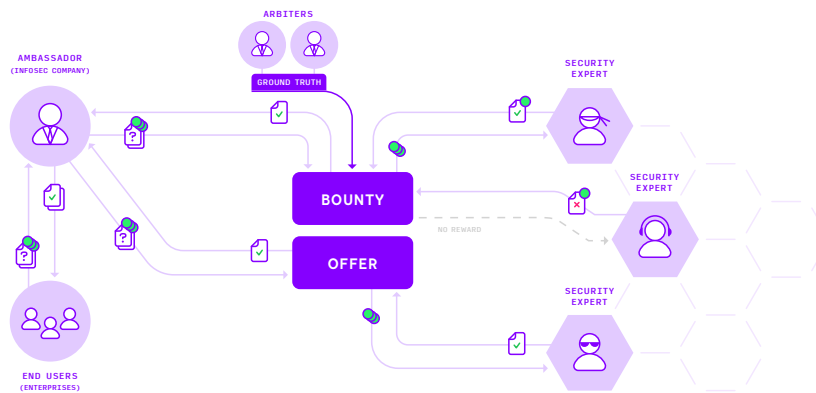 ARBITERS
GROUND TRUTH
AMBASSADOR
(INFOSEC COMPANY)
?
SECURITY
EXPERT
BOUNTY
SECURITY
EXPERT
NO REWARD
?
?
OFFER
SECURITY
EXPERT
END USERS
(ENTERPRISES)